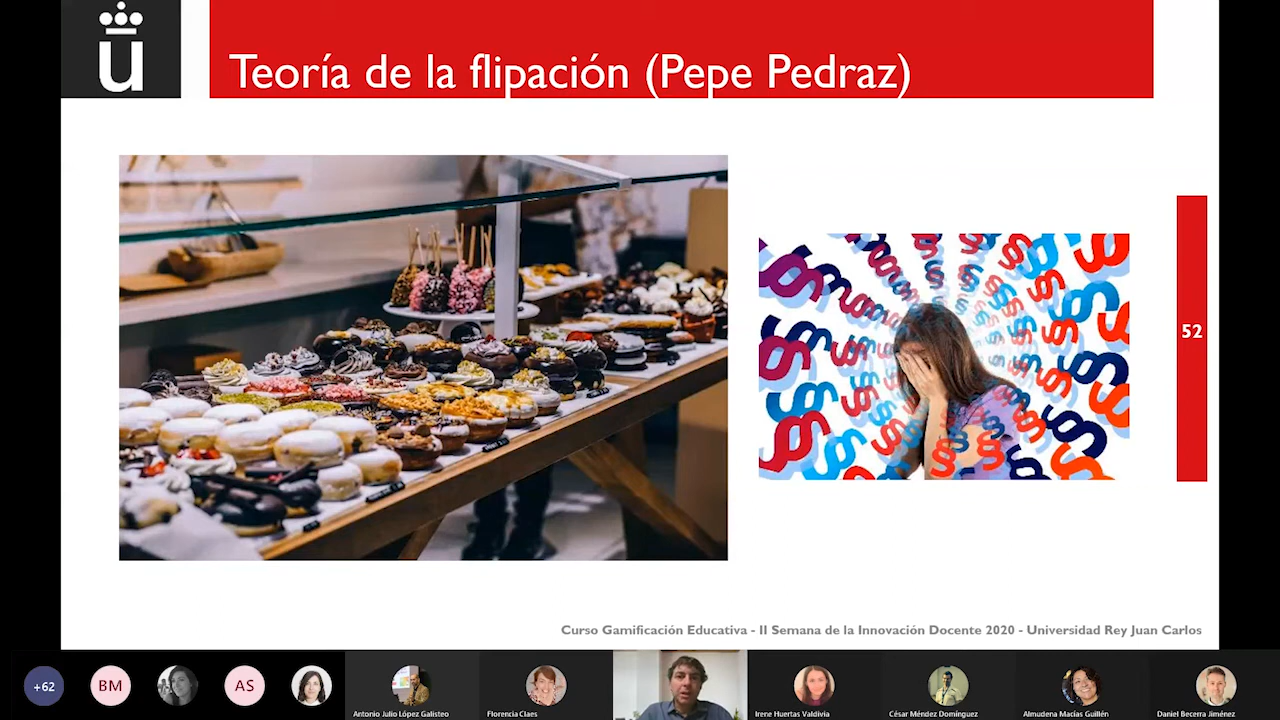 ü
Teoría de la flipación (Pepe Pedraz)
52
Curso Gamificación Educativa - II Semana de la Innovación Docente 2020 - Universidad Rey Juan Carlos
+62
BM
AS
Antonio Julio López Galisteo
Florencia Claes
Irene Huertas Valdivia
César Méndez Domínguez
Almudena Macías Guillén
Daniel Becerra Jiménez